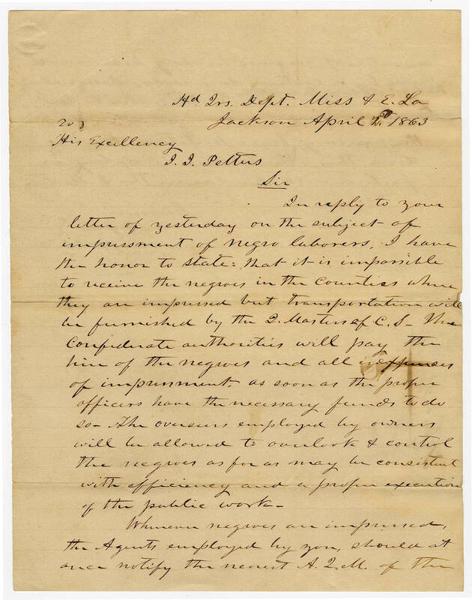 Hd Qrs. Dept. Miss & E. La
Jackson April 1863
To
His Excellency
J. J. Pettus
Sir
In reply to your
letter of yesterday on the subject of
impressment of negro laborers, I have
the honor to state: that it is impossible
to receive the negroes in the Counties where
they are impressed but transportation will
be furnished by the Q. Masters of C. S. The
Confederate authorities will pay the
hire of the negroes and all expenses
of impressment as soon as the proper
officers have the necessary funds to do
so - The overseers employed by owners
will be allowed to overlook & control
the negroes as far as may be consistent
with efficiency and a proper execution
of the public work -
Whenever negroes are impressed,
the Agents employed by you, should at
once notify the nearest A. Q. M. of the